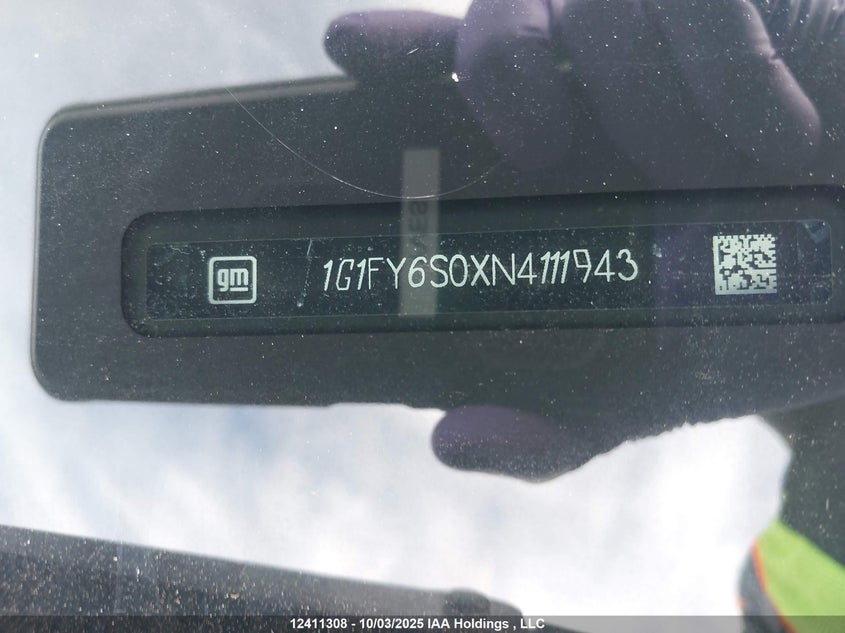 gm 1G1FY6S0XN4111943
12411308 - 10/03/2025 IAA Holdings , LLC